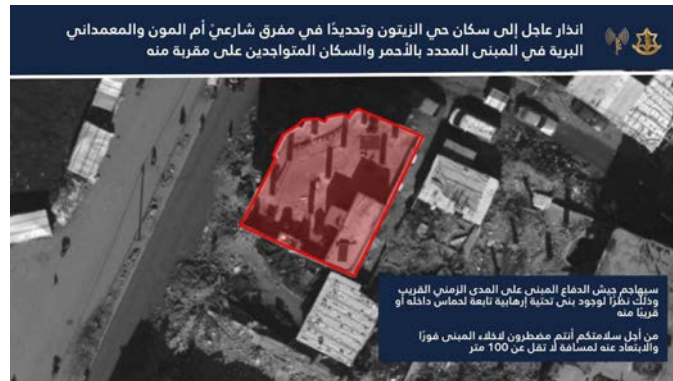 انذار عاجل إلى سكان حي الزيتون وتحديدًا في مفرق شارعيْ أم المون والمعمداني
البرية في المبنى المحدد بالأحمر والسكان المتواجدين على مقربة منه
سيهاجم جيش الدفاع المبنى على المدى الزمني القريب
وذلك نظرًا لوجود بنى تحتية إرهابية تابعة لحماس داخله أو
قريبًا منه
من أجل سلامتكم أنتم مضطرون لاخلاء المبنى فورًا
والابتعاد عنه لمسافة لا تقل عن 100 متر